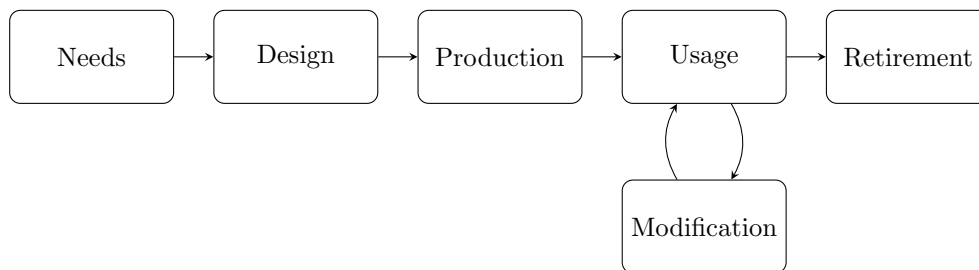 Needs
Design
Production
Usage
Retirement
Modification